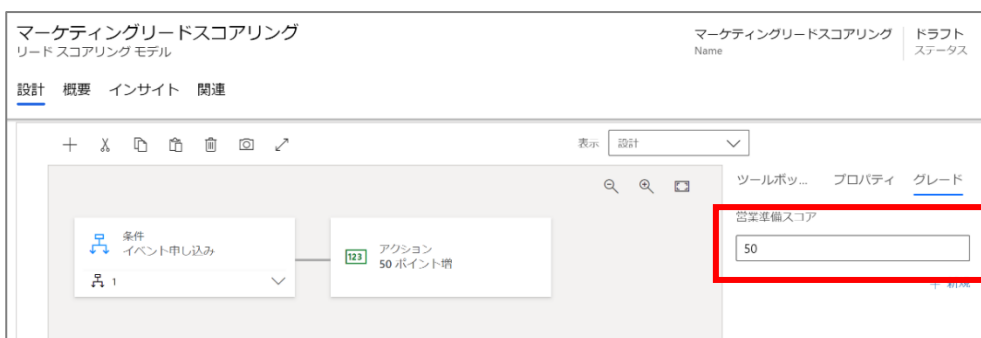 マーケティングリードスコアリング
リード スコアリング モデル
マーケティングリードスコアリング
Name
ドラフト
ステータス
設計 概要 インサイト 関連
表示 設計
ツールボッ... プロパティ グレード
営業準備スコア
50
条件
イベント申し込み
1
123
アクション
50 ポイント増
+ 新規